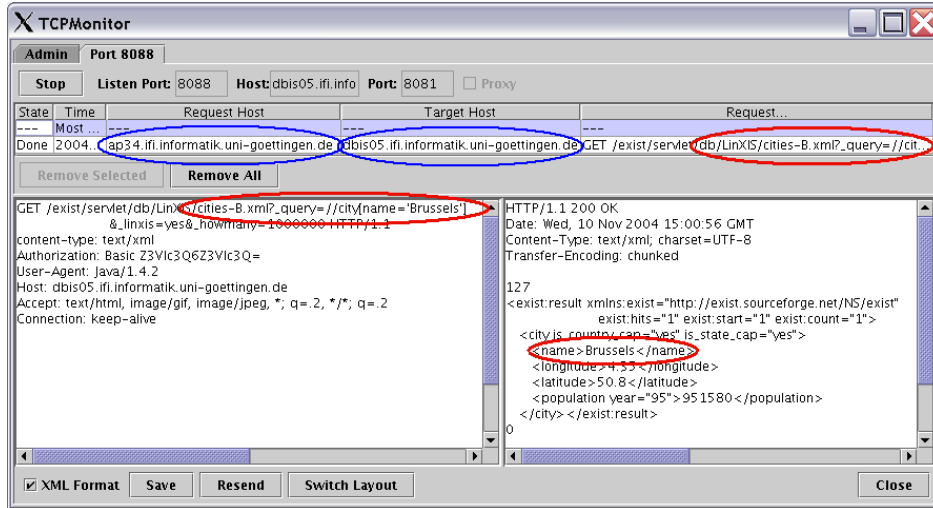 TCPMonitor
Admin Port 8088
Stop Listen Port: 8088 Host: dbis05.ifi.info Port: 8081 Proxy
State Time Request Host Target Host Request...
--- Most ... --- --- ---
Done 2004... ap34.ifi.informatik.uni-goettingen.de dbis05.ifi.informatik.uni-goettingen.de GET /exist/servlet/db/LinXIS/cities-B.xml?_query=//cit...
Remove Selected Remove All
GET /exist/servlet/db/LinXIS/cities-B.xml?_query=//city[name='Brussels']
&_linxis=yes&_howmany=1000000 HTTP/1.1
content-type: text/xml
Authorization: Basic Z3Vlc3Q6Z3Vlc3Q=
User-Agent: Java/1.4.2
Host: dbis05.ifi.informatik.uni-goettingen.de
Accept: text/html, image/gif, image/jpeg, *; q=.2, */*; q=.2
Connection: keep-alive
HTTP/1.1 200 OK
Date: Wed, 10 Nov 2004 15:00:56 GMT
Content-Type: text/xml; charset=UTF-8
Transfer-Encoding: chunked
127
<exist:result xmlns:exist="http://exist.sourceforge.net/NS/exist"
exist:hits="1" exist:start="1" exist:count="1">
<city is_country_cap="yes" is_state_cap="yes">
<name>Brussels</name>
<longitude>4.35</longitude>
<latitude>50.8</latitude>
<population year="95">951580</population>
</city></exist:result>
0
XML Format Save Resend Switch Layout Close